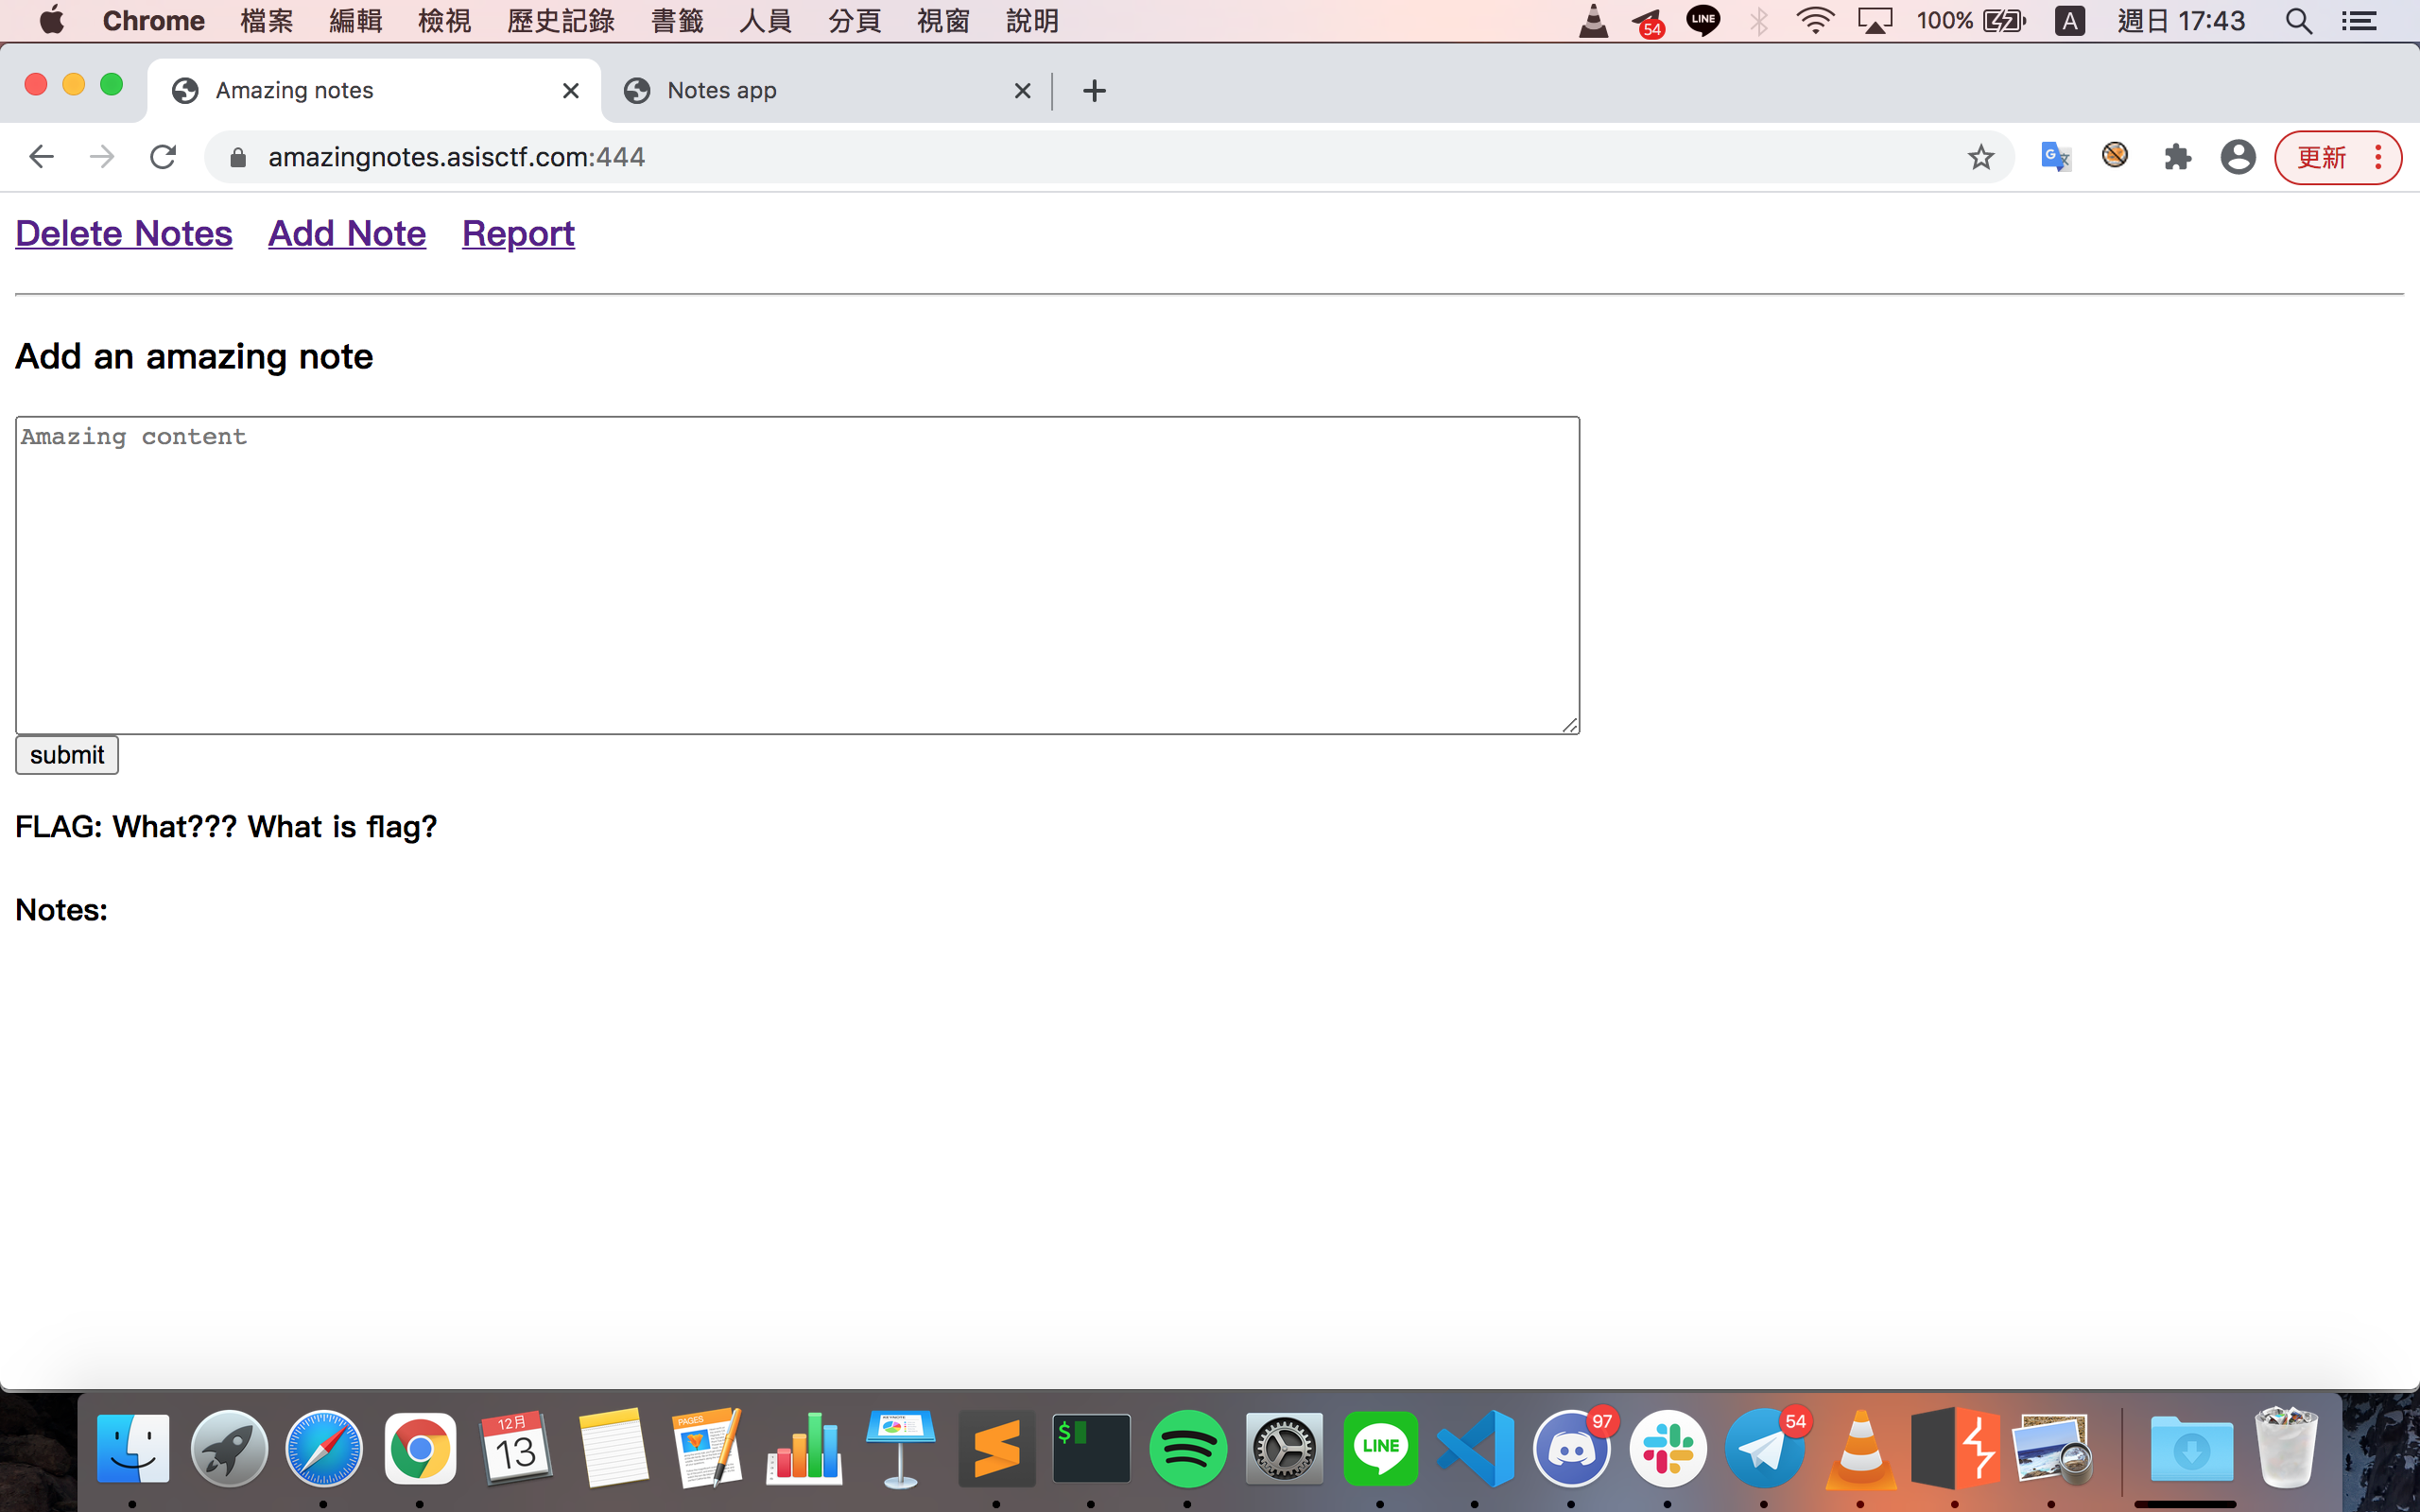 Chrome 檔案 編輯 檢視 歷史記錄 書籤 人員 分頁 視窗 說明 54 LINE 100% A 週日 17:43
Amazing notes Notes app
amazingnotes.asisctf.com:444 更新
Delete Notes Add Note Report
Add an amazing note
Amazing content
submit
FLAG: What??? What is flag?
Notes:
12月 13 PAGES KEYNOTE $ LINE 97 54